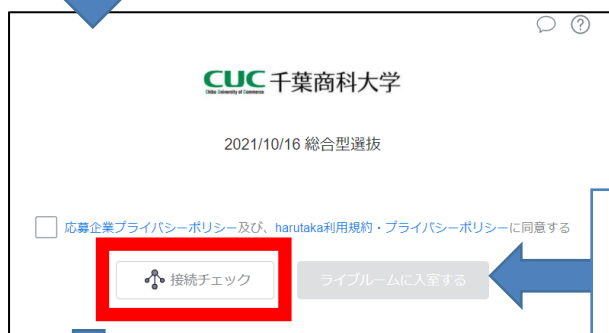 CUC 千葉商科大学
Chiba University of Commerce
2021/10/16 総合型選抜
応募企業プライバシーポリシー及び、harutaka利用規約・プライバシーポリシーに同意する
接続チェック
ライブルームに入室する